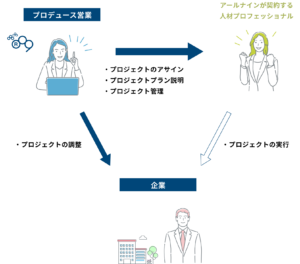 プロデュース営業
アールナインが契約する
人材プロフェッショナル
・プロジェクトのアサイン
・プロジェクトプラン説明
・プロジェクト管理
・プロジェクトの調整
・プロジェクトの実行
企業